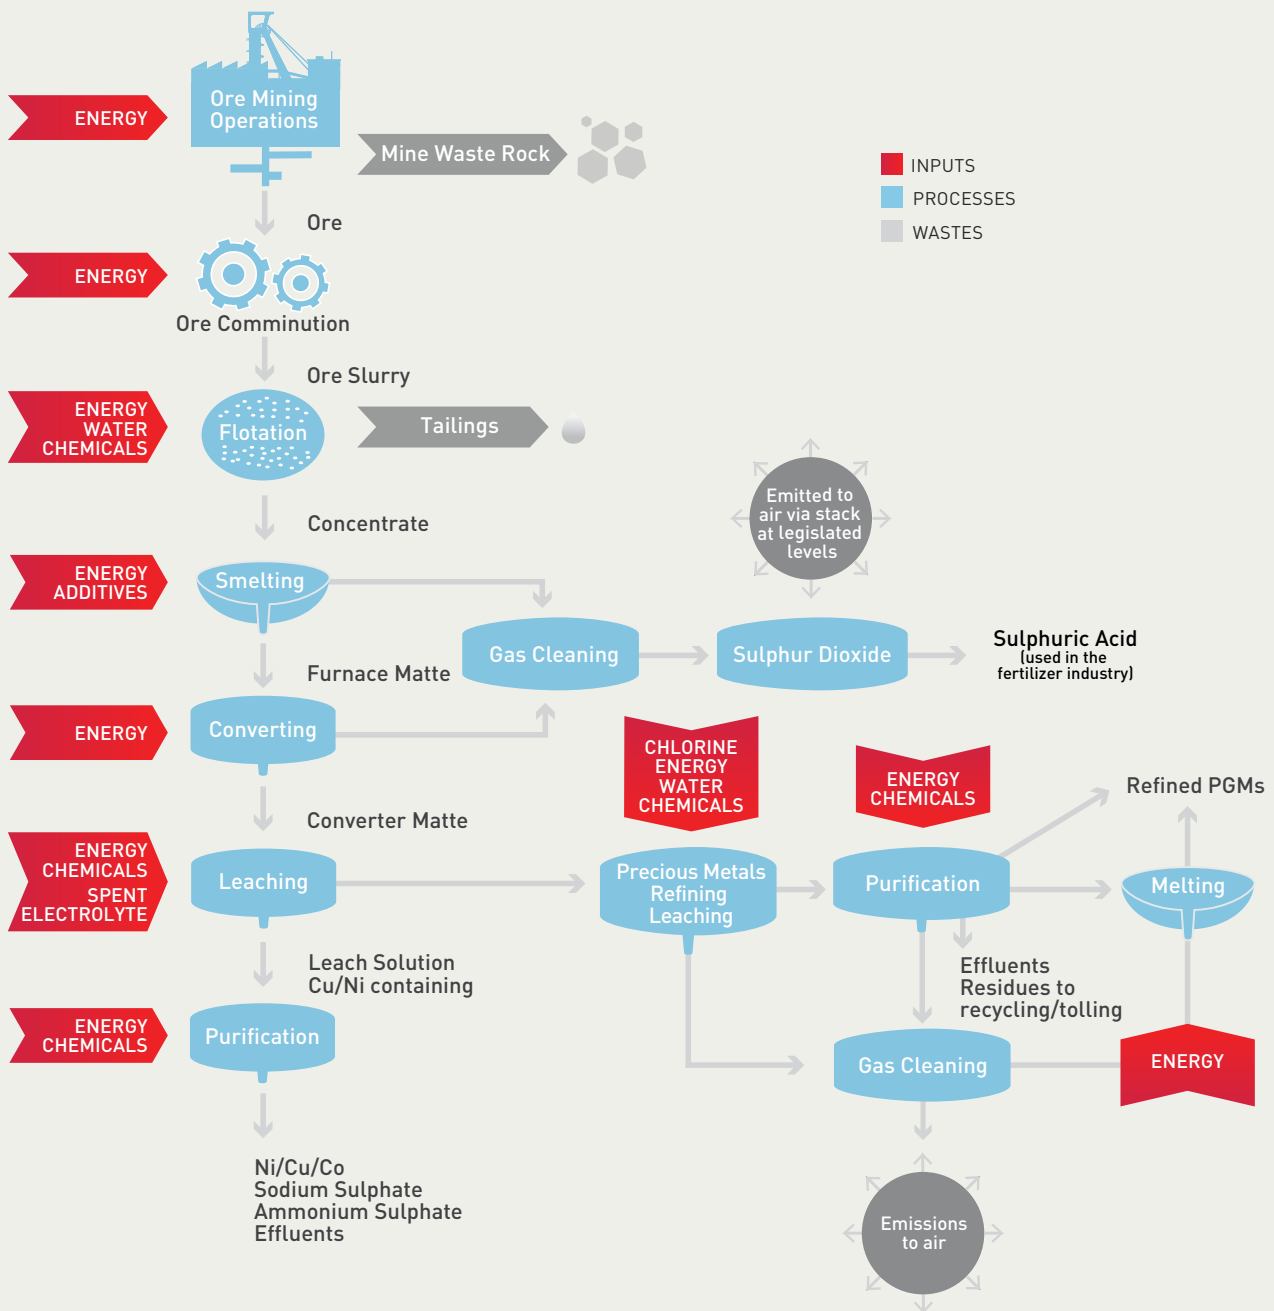 Ore Mining
Operations
ENERGY
Mine Waste Rock
INPUTS
PROCESSES
WASTES
Ore
ENERGY
Ore Comminution
Ore Slurry
ENERGY
WATER
CHEMICALS
Flotation
Tailings
Emitted to
air via stack
at legislated
levels
Concentrate
ENERGY
ADDITIVES
Smelting
Gas Cleaning
Sulphur Dioxide
Sulphuric Acid
(used in the
fertilizer industry)
Furnace Matte
ENERGY
Converting
CHLORINE
ENERGY
WATER
CHEMICALS
ENERGY
CHEMICALS
Refined PGMs
Converter Matte
ENERGY
CHEMICALS
SPENT
ELECTROLYTE
Leaching
Precious Metals
Refining
Leaching
Purification
Melting
Leach Solution
Cu/Ni containing
Effluents
Residues to
recycling/tolling
ENERGY
CHEMICALS
Purification
Gas Cleaning
ENERGY
Ni/Cu/Co
Sodium Sulphate
Ammonium Sulphate
Effluents
Emissions
to air